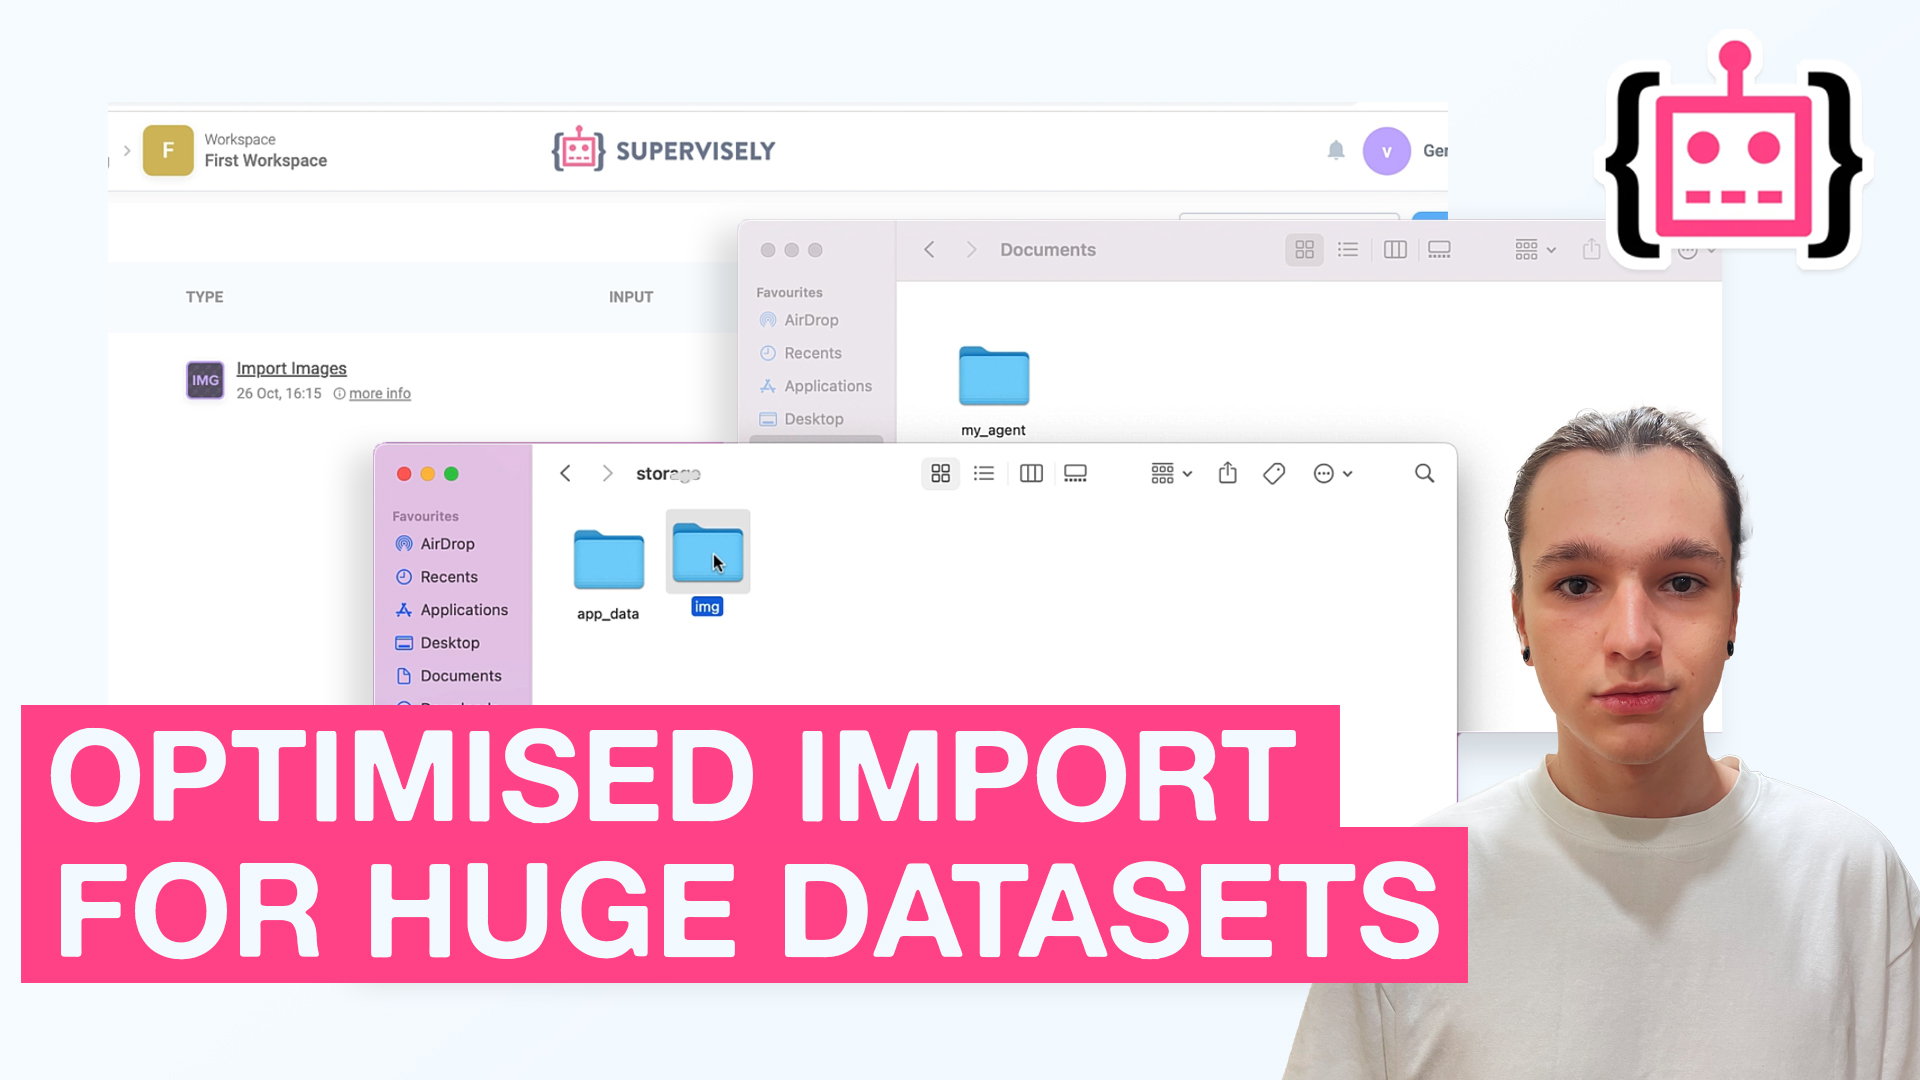 F
Workspace
First Workspace
SUPERVISELY
v
TYPE
INPUT
IMG
Import Images
26 Oct, 16:15
more info
Documents
Favourites
AirDrop
Recents
Applications
Desktop
my_agent
storage
Favourites
AirDrop
Recents
Applications
Desktop
Documents
app_data
img
OPTIMISED IMPORT
FOR HUGE DATASETS